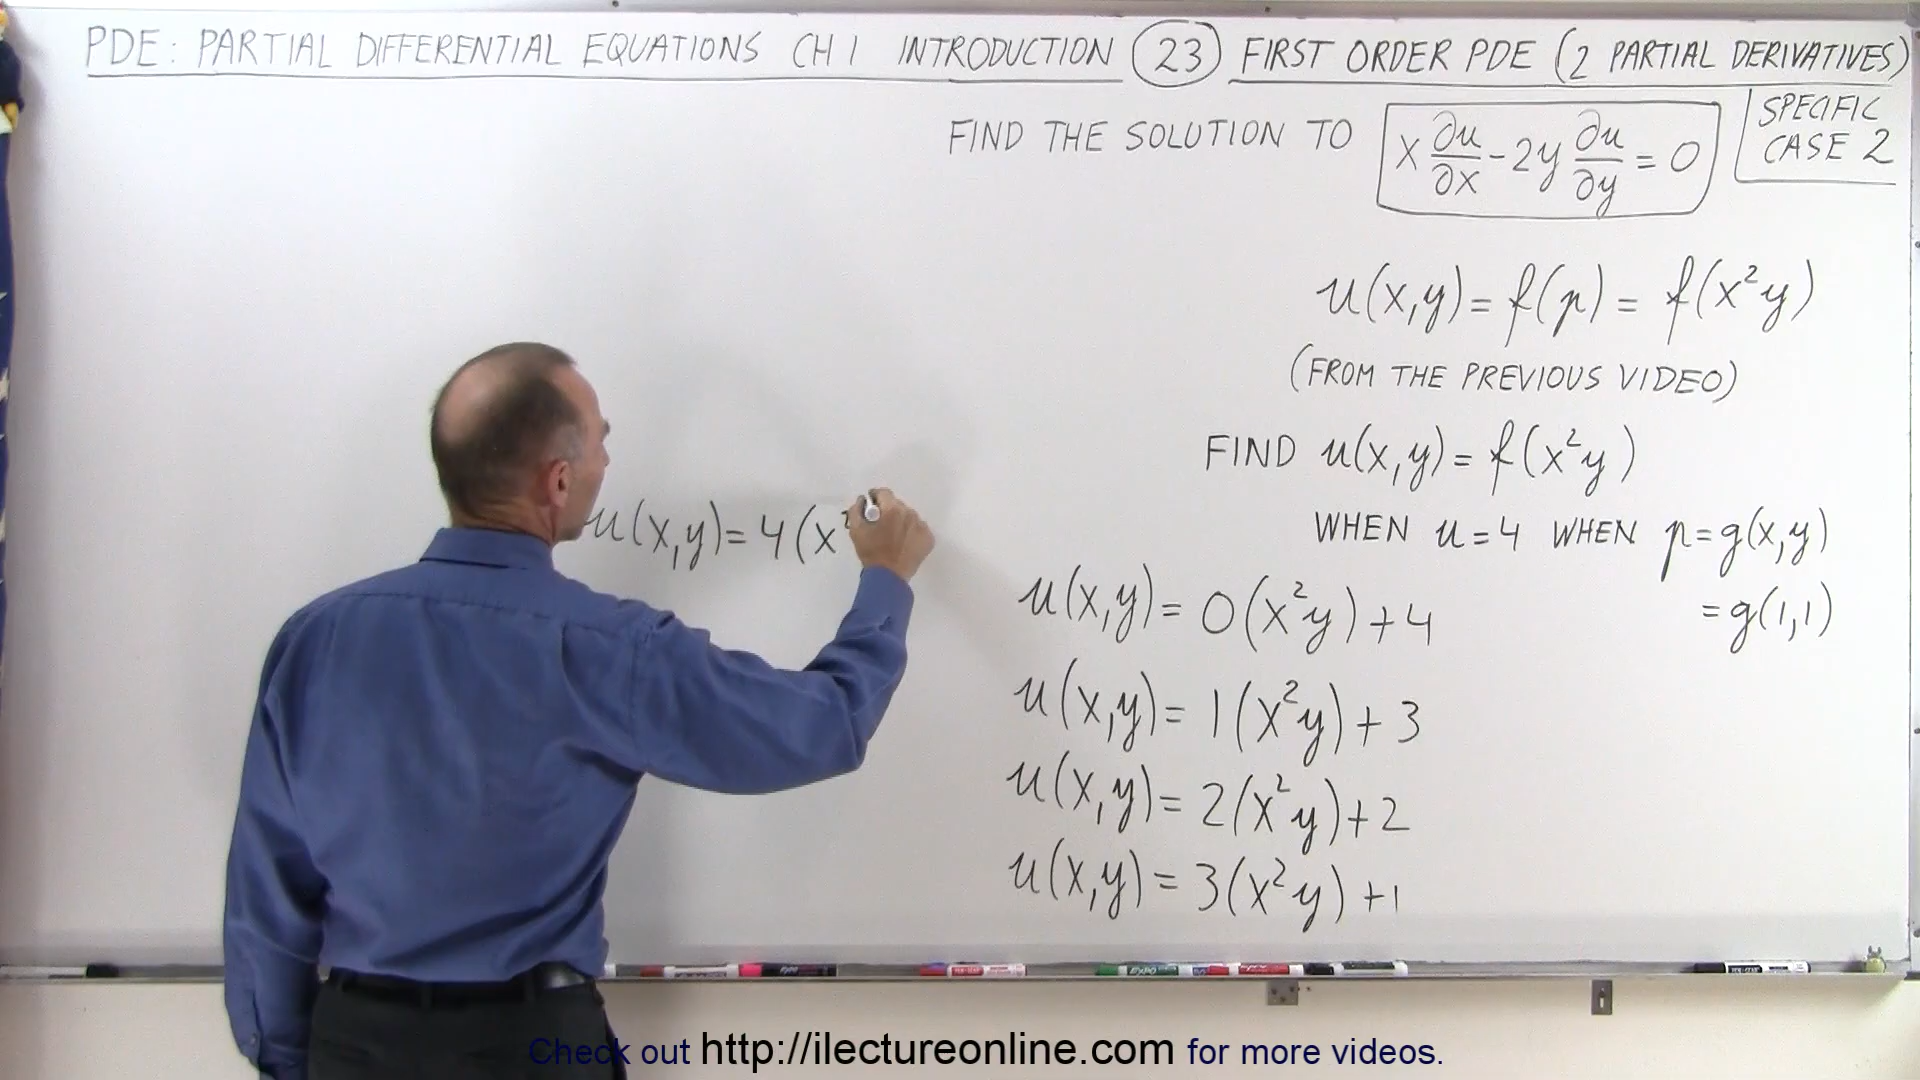 PDE: PARTIAL DIFFERENTIAL EQUATIONS CH 1 INTRODUCTION 23 FIRST ORDER PDE (2 PARTIAL DERIVATIVES)
FIND THE SOLUTION TO x ∂u/∂x - 2y ∂u/∂y = 0
SPECIFIC
CASE 2
u(x,y) = f(p) = f(x²y)
(FROM THE PREVIOUS VIDEO)
FIND u(x,y) = f(x²y)
WHEN u=4 WHEN p=g(x,y)
=g(1,1)
u(x,y)= 4(x²
u(x,y)= 0(x²y)+4
u(x,y)= 1(x²y)+3
u(x,y)= 2(x²y)+2
u(x,y)= 3(x²y)+1
EXPO
Check out http://ilectureonline.com for more videos.